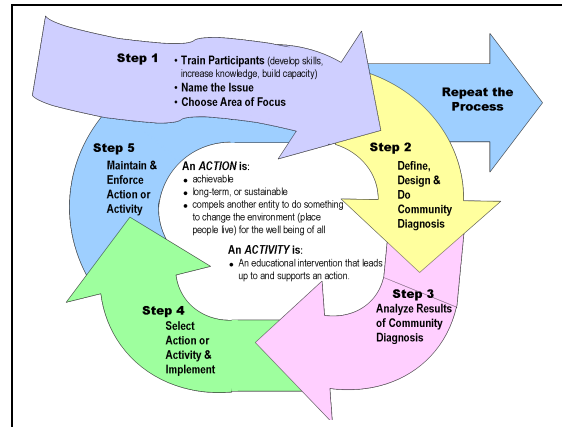 Step 1
• Train Participants (develop skills,
increase knowledge, build capacity)
• Name the Issue
• Choose Area of Focus
Repeat the
Process
Step 2
Define,
Design &
Do
Community
Diagnosis
Step 3
Analyze Results
of Community
Diagnosis
Step 4
Select
Action or
Activity &
Implement
Step 5
Maintain &
Enforce
Action or
Activity
An ACTION is:
• achievable
• long-term, or sustainable
• compels another entity to do something
to change the environment (place
people live) for the well being of all
An ACTIVITY is:
• An educational intervention that leads
up to and supports an action.